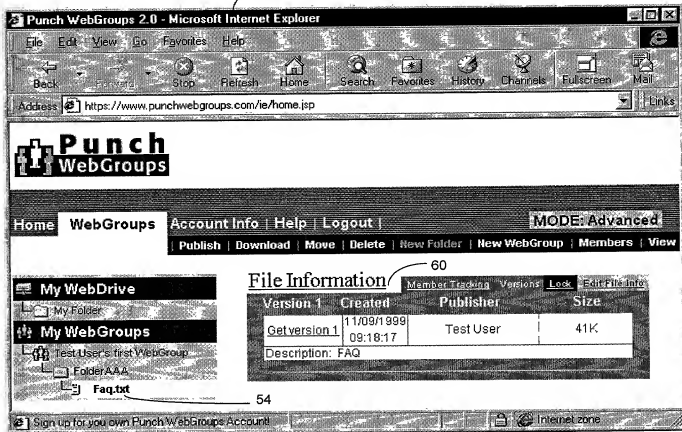 Punch WebGroups 2.0 - Microsoft Internet Explorer
File Edit View Go Favorites Help
Back Forward Stop Refresh Home Search Favorites History Channels Fullscreen Mail
Address https://www.punchwebgroups.com/ie/home.jsp Links
Punch
WebGroups
Home WebGroups Account Info | Help | Logout | MODE: Advanced
| Publish | Download | Move | Delete | New Folder | New WebGroup | Members | View
File Information 60
Member Tracking Versions Lock Edit File Info
My WebDrive
My Folder
My WebGroups
Test User's first WebGroup
FolderAAA
Faq.txt 54
Version 1 Created Publisher Size
Get version 1 11/09/1999 09:18:17 Test User 41K
Description: FAQ
Sign up for you own Punch WebGroups Account! Internet zone